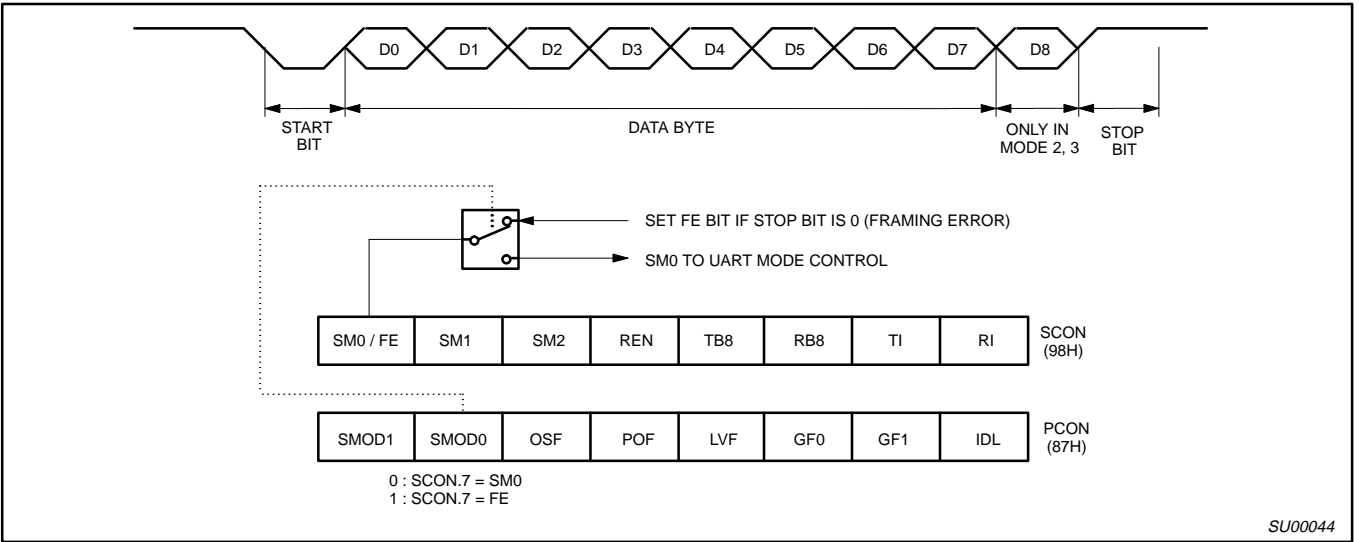 D0 D1 D2 D3 D4 D5 D6 D7 D8
START
BIT
DATA BYTE
ONLY IN
MODE 2, 3
STOP
BIT
SET FE BIT IF STOP BIT IS 0 (FRAMING ERROR)
SM0 TO UART MODE CONTROL
SM0 / FE SM1 SM2 REN TB8 RB8 TI RI
SCON
(98H)
SMOD1 SMOD0 OSF POF LVF GF0 GF1 IDL
PCON
(87H)
0 : SCON.7 = SM0
1 : SCON.7 = FE
SU00044